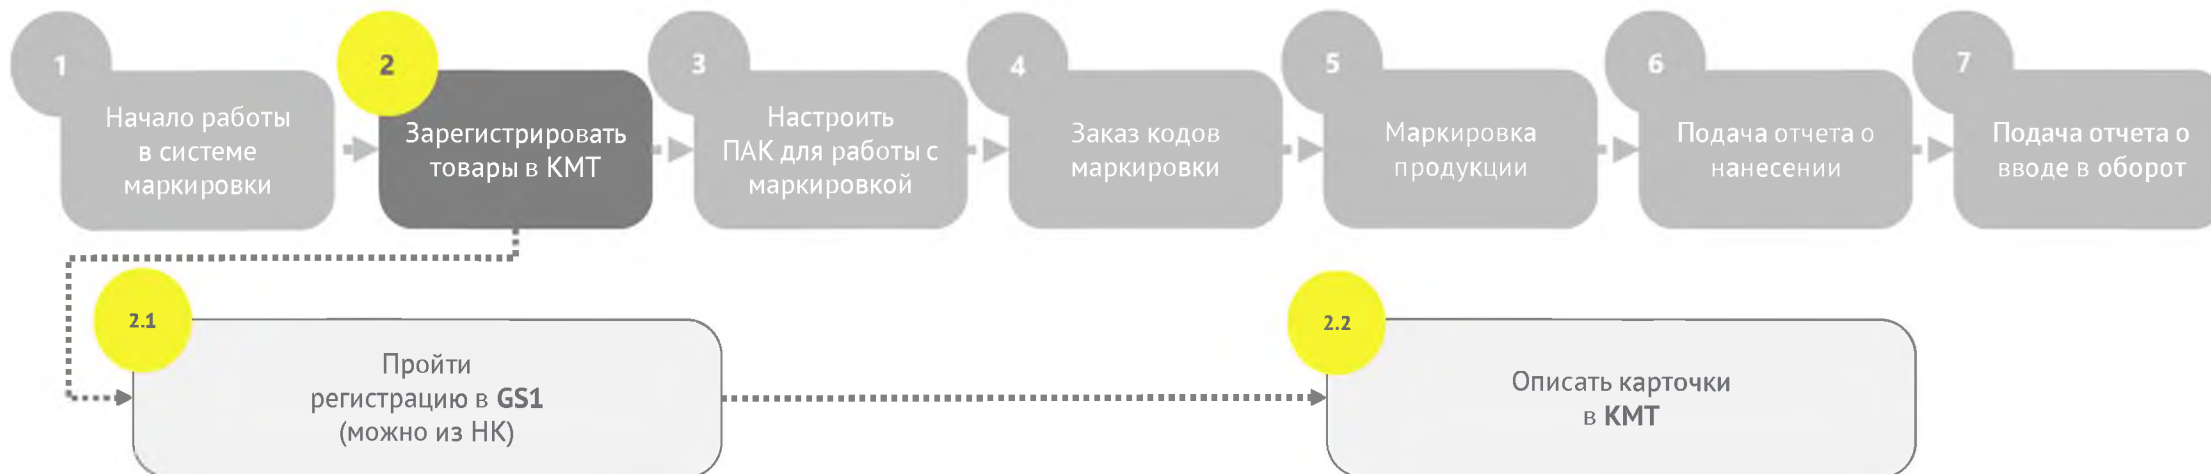 1
Начало работы
в системе
маркировки
2
Зарегистрировать
товары в КМТ
3
Настроить
ПАК для работы с
маркировкой
4
Заказ кодов
маркировки
5
Маркировка
продукции
6
Подача отчета о
нанесении
7
Подача отчета о
вводе в оборот
2.1
Пройти
регистрацию в GS1
(можно из НК)
2.2
Описать карточки
в КМТ